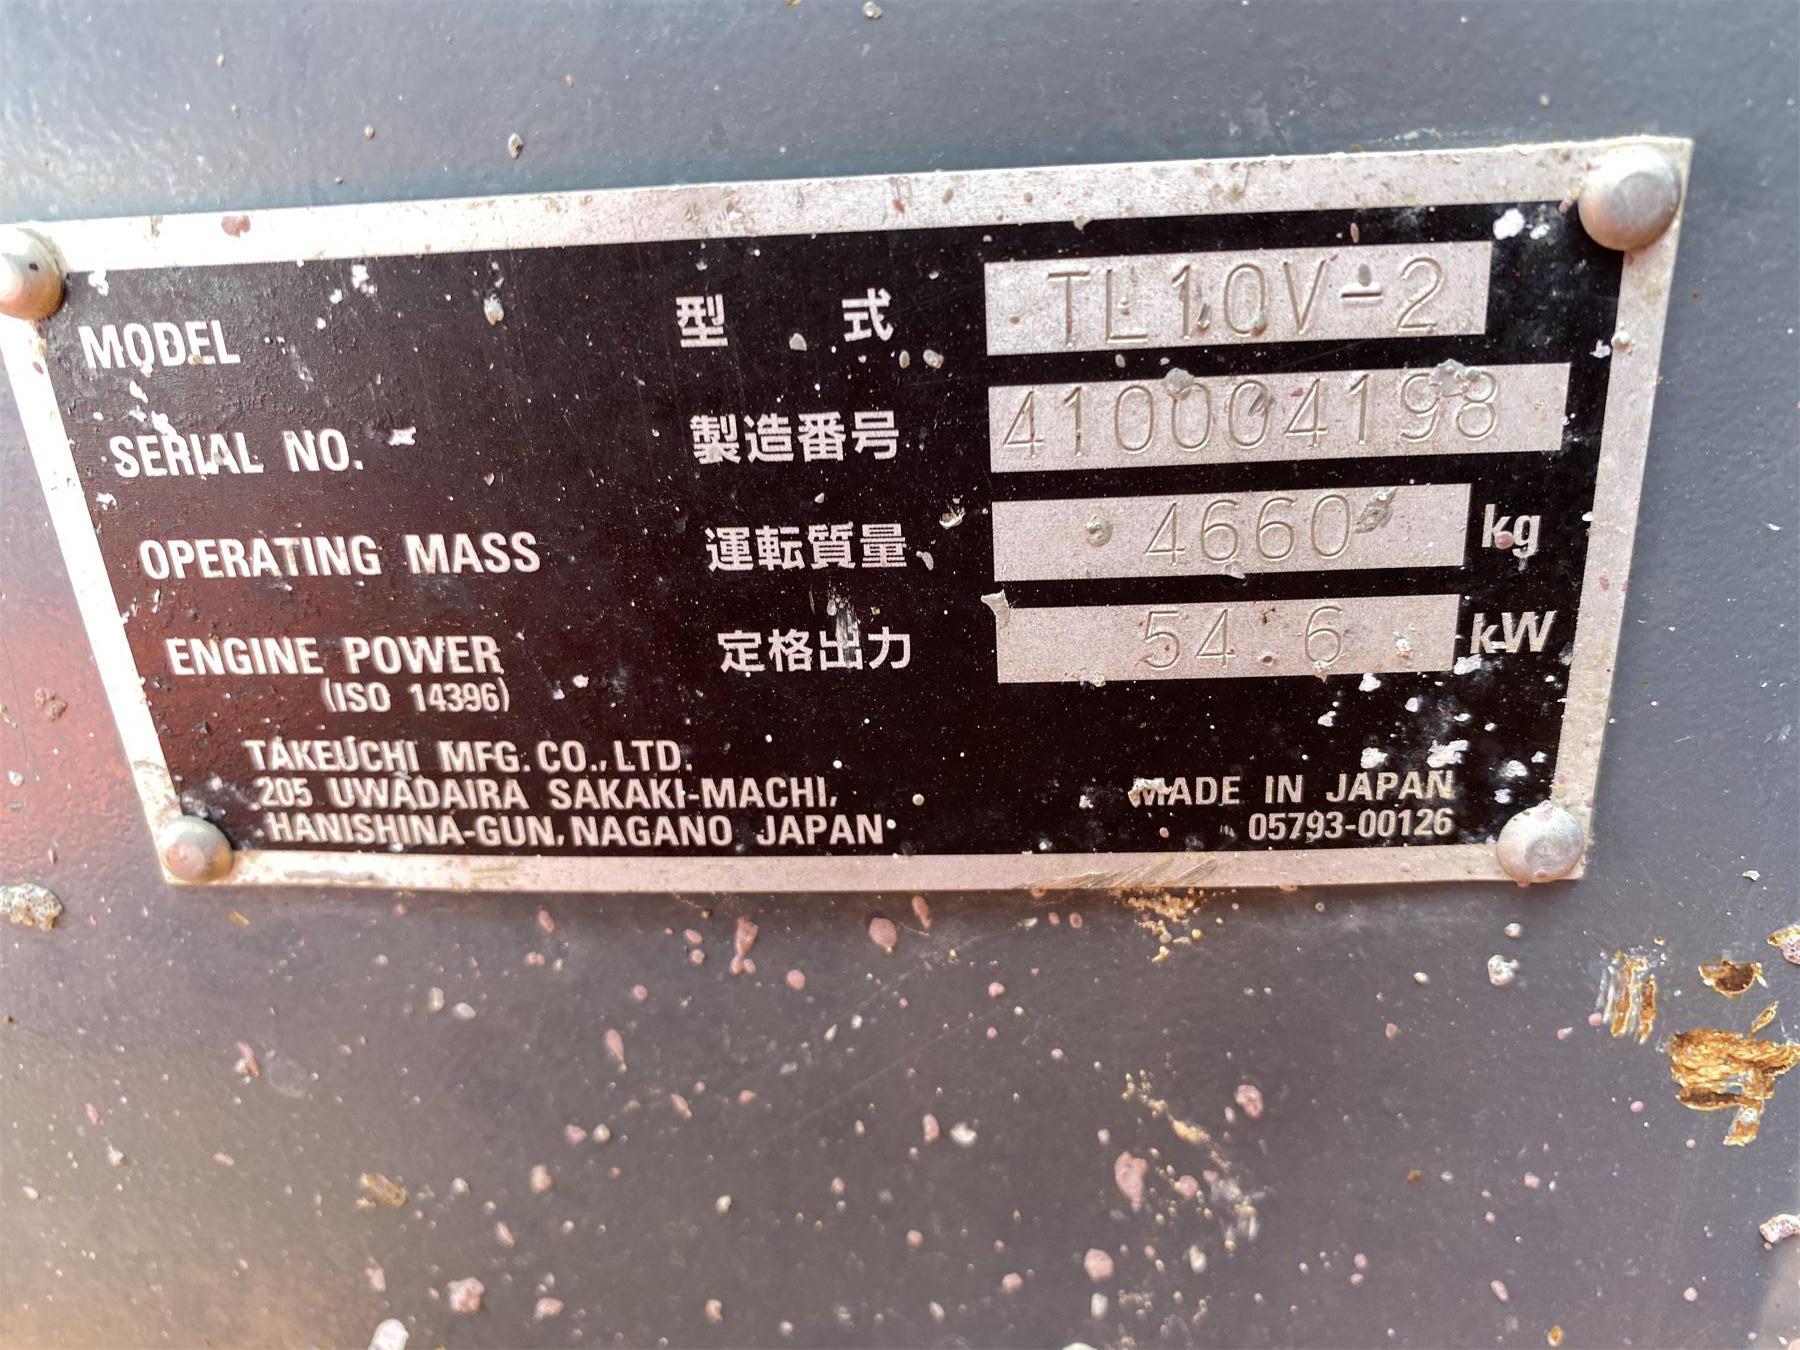 MODEL 型式 TL10V-2
SERIAL NO. 製造番号 410004198
OPERATING MASS 運転質量 4660 kg
ENGINE POWER 定格出力 54.6 kW
(ISO 14396)
TAKEUCHI MFG. CO., LTD.
205 UWADAIRA SAKAKI-MACHI,
HANISHINA-GUN, NAGANO JAPAN
MADE IN JAPAN
05793-00126